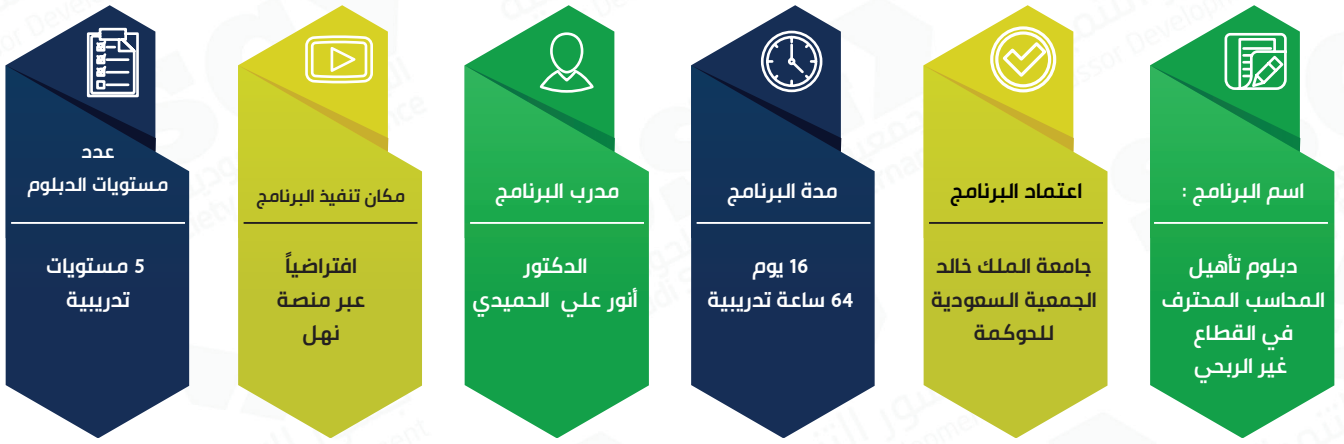 اسم البرنامج :
دبلوم تأهيل
المحاسب المحترف
في القطاع
غير الربحي
اعتماد البرنامج
جامعة الملك خالد
الجمعية السعودية
للحوكمة
مدة البرنامج
16 يوم
64 ساعة تدريبية
مدرب البرنامج
الدكتور
أنور علي الحميدي
مكان تنفيذ البرنامج
افتراضياً
عبر منصة
نهل
عدد
مستويات الدبلوم
5 مستويات
تدريبية